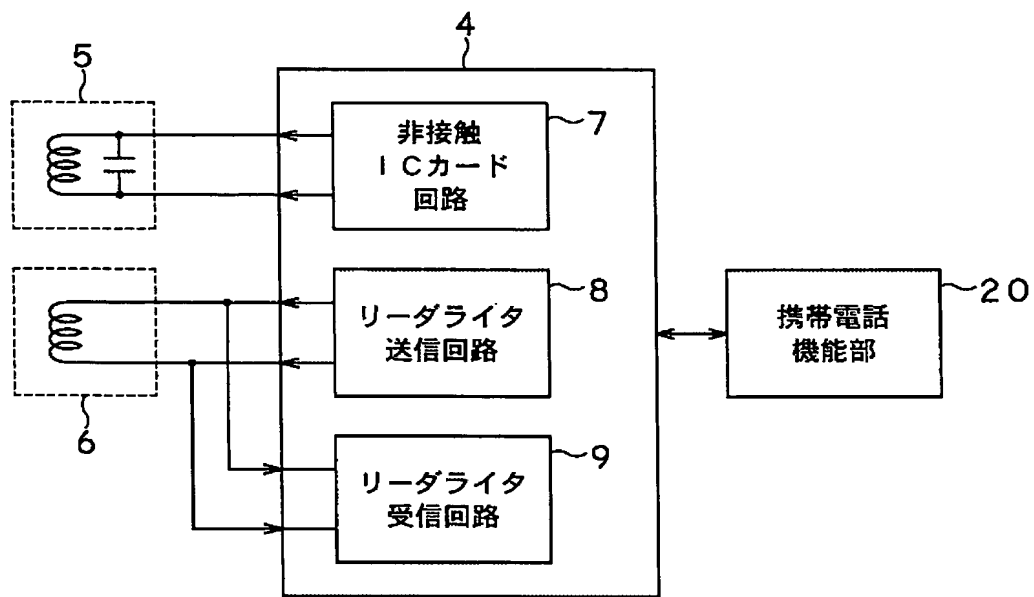 4
5
7
非接触
ICカード
回路
8
リーダライタ
送信回路
20
携帯電話
機能部
6
9
リーダライタ
受信回路